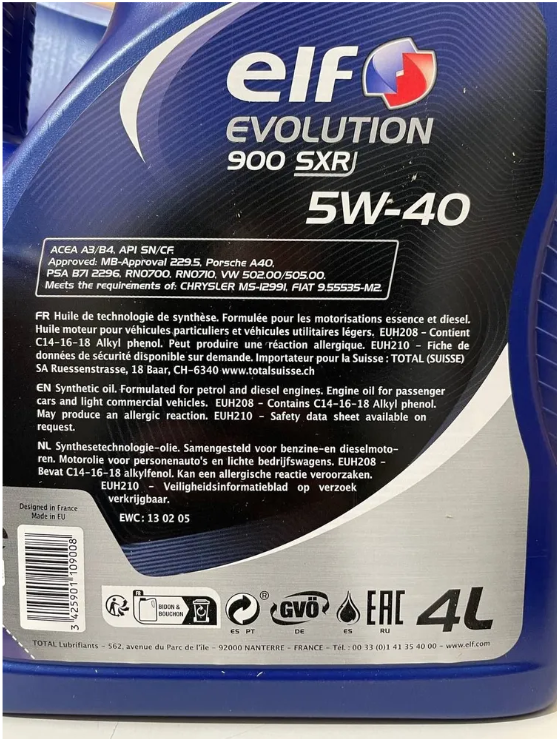 elf
EVOLUTION
900 SXR
5W-40
ACEA A3/B4, API SN/CF.
Approved: MB-Approval 229.5, Porsche A40,
PSA B71 2296, RN0700, RN0710, VW 502.00/505.00.
Meets the requirements of: CHRYSLER MS-12991, FIAT 9.55535-M2.
FR Huile de technologie de synthèse. Formulée pour les motorisations essence et diesel.
Huile moteur pour véhicules particuliers et véhicules utilitaires légers. EUH208 - Contient
C14-16-18 Alkyl phenol. Peut produire une réaction allergique. EUH210 - Fiche de
données de sécurité disponible sur demande. Importateur pour la Suisse : TOTAL (SUISSE)
SA Ruessenstrasse, 18 Baar, CH-6340 www.totalsuisse.ch
EN Synthetic oil. Formulated for petrol and diesel engines. Engine oil for passenger
cars and light commercial vehicles. EUH208 - Contains C14-16-18 Alkyl phenol.
May produce an allergic reaction. EUH210 - Safety data sheet available on
request.
NL Synthesetechnologie-olie. Samengesteld voor benzine-en dieselmoto-
ren. Motorolie voor personenauto's en lichte bedrijfswagens. EUH208 -
Bevat C14-16-18 alkylfenol. Kan een allergische reactie veroorzaken.
EUH210 - Veiligheidsinformatieblad op verzoek
verkrijgbaar.
EWC: 13 02 05
Designed in France
Made in EU
3 425901 109008
FR
BIDON &
BOUCHON
®
ES PT
GVÖ
DE
ES
EAC
RU
4L
TOTAL Lubrifiants - 562, avenue du Parc de l'île - 92000 NANTERRE - FRANCE - Tél. : 00 33 (0)1 41 35 40 00 - www.elf.com